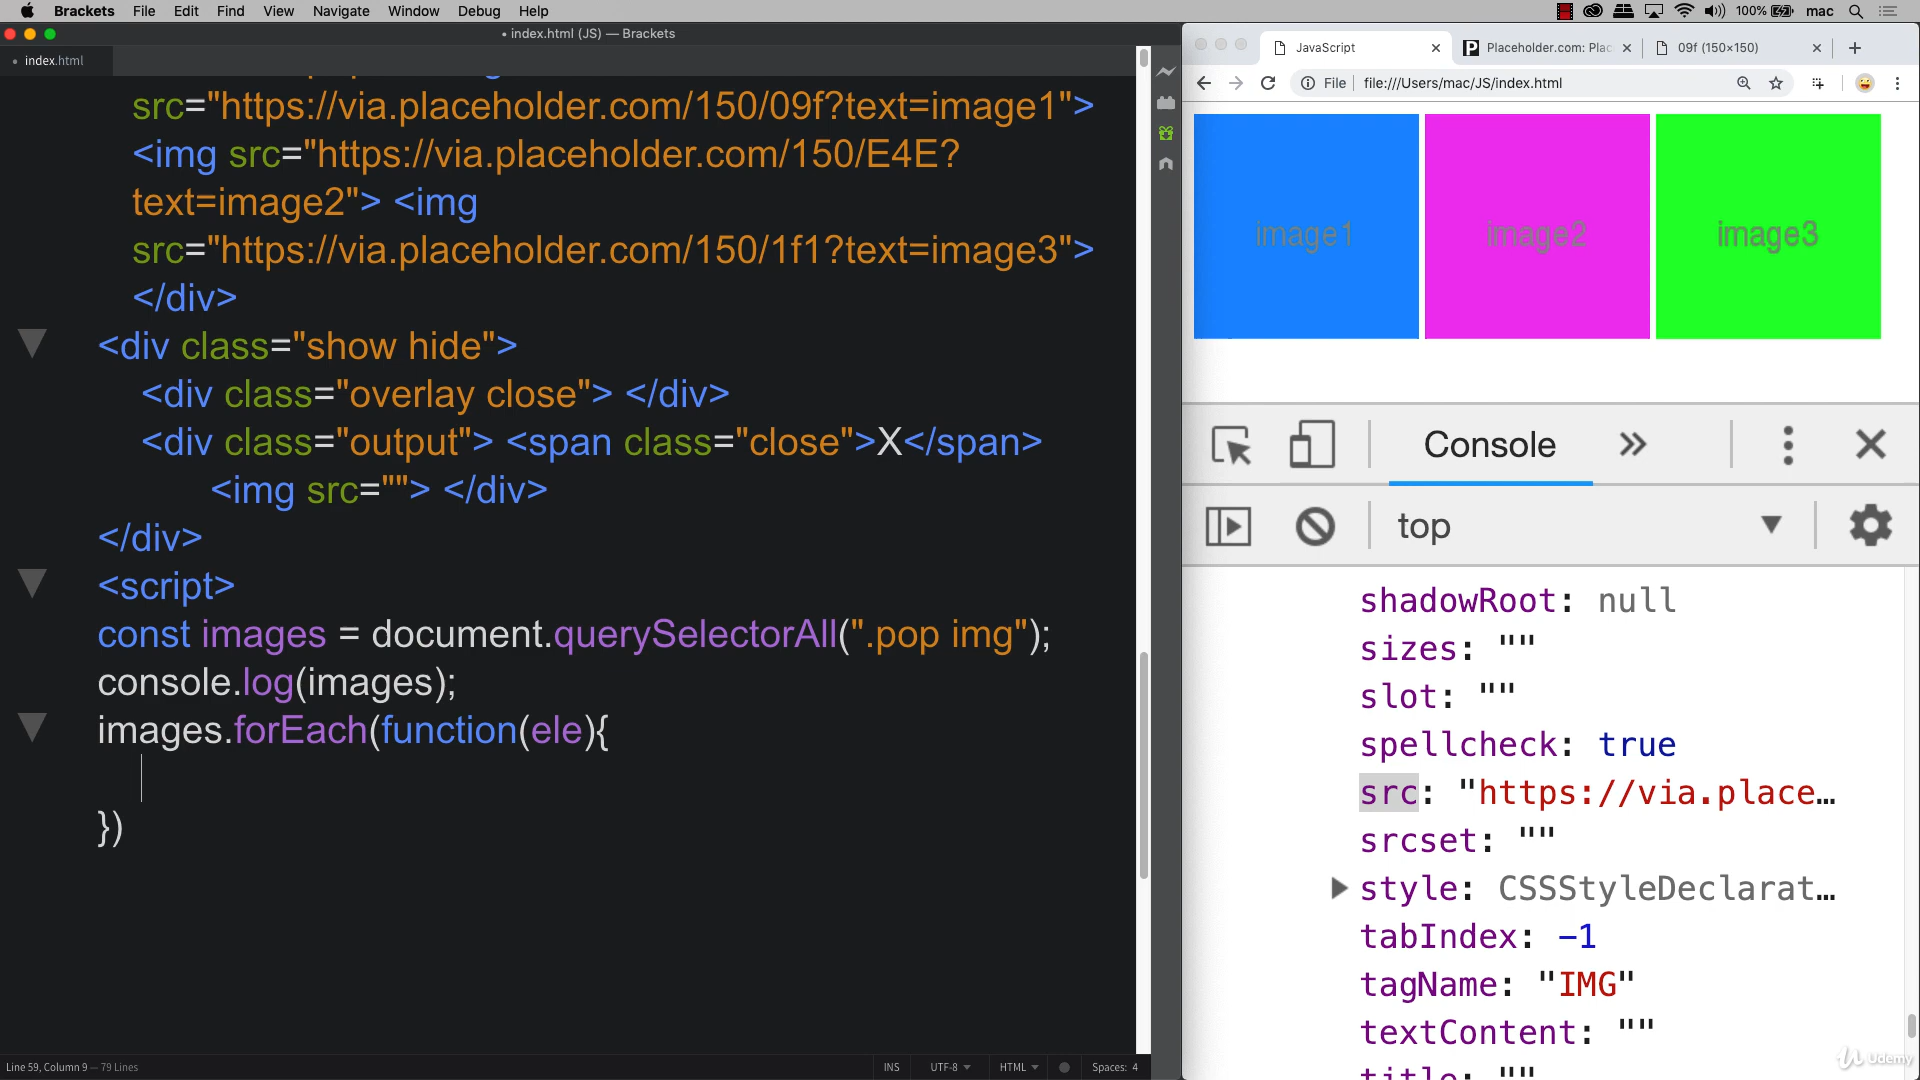 Brackets File Edit Find View Navigate Window Debug Help 100% mac
• index.html (JS) — Brackets
• index.html
src="https://via.placeholder.com/150/09f?text=image1">
<img src="https://via.placeholder.com/150/E4E?
text=image2"> <img
src="https://via.placeholder.com/150/1f1?text=image3">
</div>
<div class="show hide">
<div class="overlay close"> </div>
<div class="output"> <span class="close">X</span>
<img src=""> </div>
</div>
<script>
const images = document.querySelectorAll(".pop img");
console.log(images);
images.forEach(function(ele){
})
Line 59, Column 9 — 79 Lines
INS UTF-8 HTML Spaces: 4
JavaScript Placeholder.com: Plac 09f (150×150)
File file:///Users/mac/JS/index.html
image1 image2 image3
Console
top
shadowRoot: null
sizes: ""
slot: ""
spellcheck: true
src: "https://via.place…
srcset: ""
style: CSSStyleDeclarat…
tabIndex: -1
tagName: "IMG"
textContent: ""
title: ""
Udemy